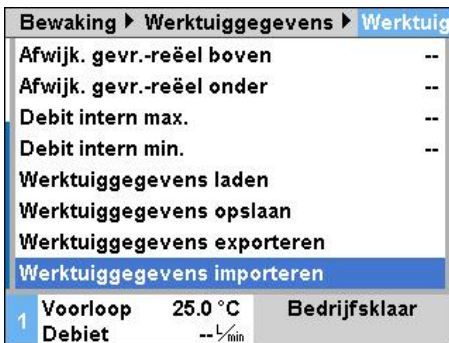 Bewaking ▶ Werktuiggegevens ▶ Werktuig
Afwijk. gevr.-reëel boven --
Afwijk. gevr.-reëel onder --
Debit intern max. --
Debit intern min. --
Werktuiggegevens laden
Werktuiggegevens opslaan
Werktuiggegevens exporteren
Werktuiggegevens importeren
1 Voorloop 25.0 °C Bedrijfsklaar
Debiet -- L/min